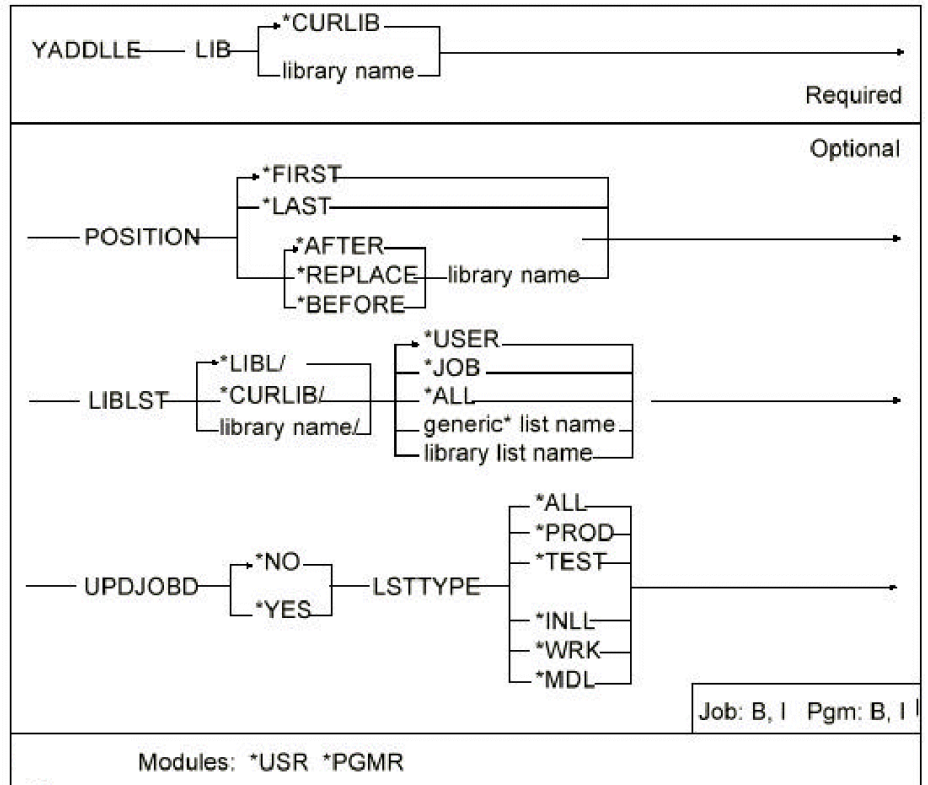 *CURLIB
YADDLLE LIB
library name
Required
Optional
*FIRST
*LAST
POSITION
*AFTER
*REPLACE library name
*BEFORE
*USER
*LIBL/ *JOB
LIBLST *CURLIB/ *ALL
library name/ generic* list name
library list name
*ALL
*PROD
*NO *TEST
UPDJOBD LSTTYPE
*YES *INLL
*WRK
*MDL
Job: B, I Pgm: B, I
Modules: *USR *PGMR